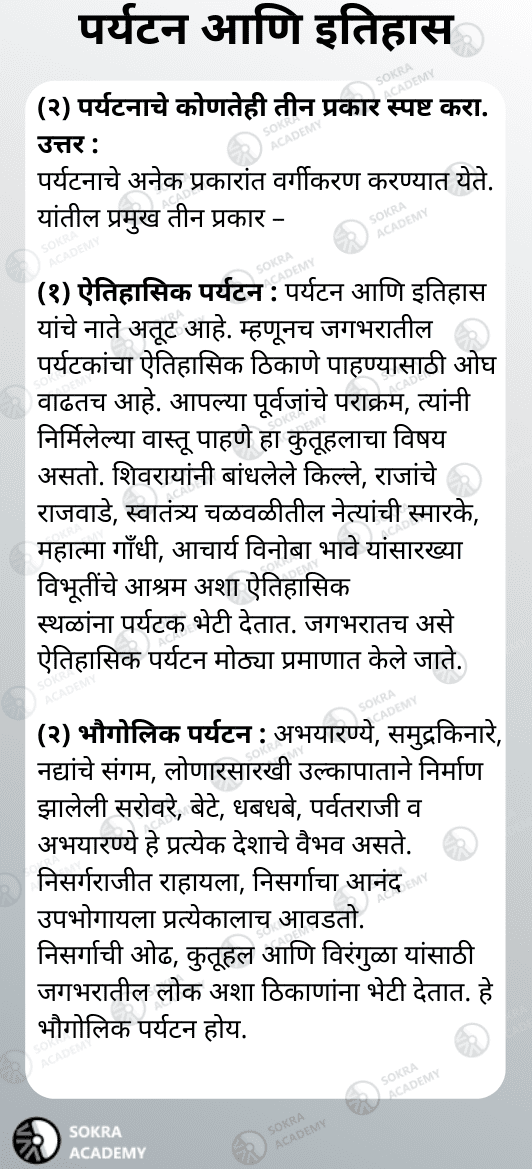 पर्यटन आणि इतिहास
(२) पर्यटनाचे कोणतेही तीन प्रकार स्पष्ट करा.
उत्तर :
पर्यटनाचे अनेक प्रकारांत वर्गीकरण करण्यात येते.
यांतील प्रमुख तीन प्रकार –
(१) ऐतिहासिक पर्यटन : पर्यटन आणि इतिहास
यांचे नाते अतूट आहे. म्हणूनच जगभरातील
पर्यटकांचा ऐतिहासिक ठिकाणे पाहण्यासाठी ओघ
वाढतच आहे. आपल्या पूर्वजांचे पराक्रम, त्यांनी
निर्मिलेल्या वास्तू पाहणे हा कुतूहलाचा विषय
असतो. शिवरायांनी बांधलेले किल्ले, राजांचे
राजवाडे, स्वातंत्र्य चळवळीतील नेत्यांची स्मारके,
महात्मा गाँधी, आचार्य विनोबा भावे यांसारख्या
विभूतींचे आश्रम अशा ऐतिहासिक
स्थळांना पर्यटक भेटी देतात. जगभरातच असे
ऐतिहासिक पर्यटन मोठ्या प्रमाणात केले जाते.
(२) भौगोलिक पर्यटन : अभयारण्ये, समुद्रकिनारे,
नद्यांचे संगम, लोणारसारखी उल्कापाताने निर्माण
झालेली सरोवरे, बेटे, धबधबे, पर्वतराजी व
अभयारण्ये हे प्रत्येक देशाचे वैभव असते.
निसर्गराजीत राहायला, निसर्गाचा आनंद
उपभोगायला प्रत्येकालाच आवडतो.
निसर्गाची ओढ, कुतूहल आणि विरंगुळा यांसाठी
जगभरातील लोक अशा ठिकाणांना भेटी देतात. हे
भौगोलिक पर्यटन होय.
SOKRA
ACADEMY